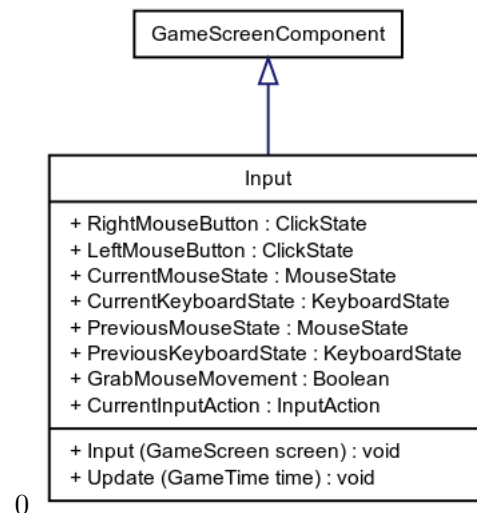 GameScreenComponent
Input
+ RightMouseButton : ClickState
+ LeftMouseButton : ClickState
+ CurrentMouseState : MouseState
+ CurrentKeyboardState : KeyboardState
+ PreviousMouseState : MouseState
+ PreviousKeyboardState : KeyboardState
+ GrabMouseMovement : Boolean
+ CurrentInputAction : InputAction
+ Input (GameScreen screen) : void
+ Update (GameTime time) : void
0